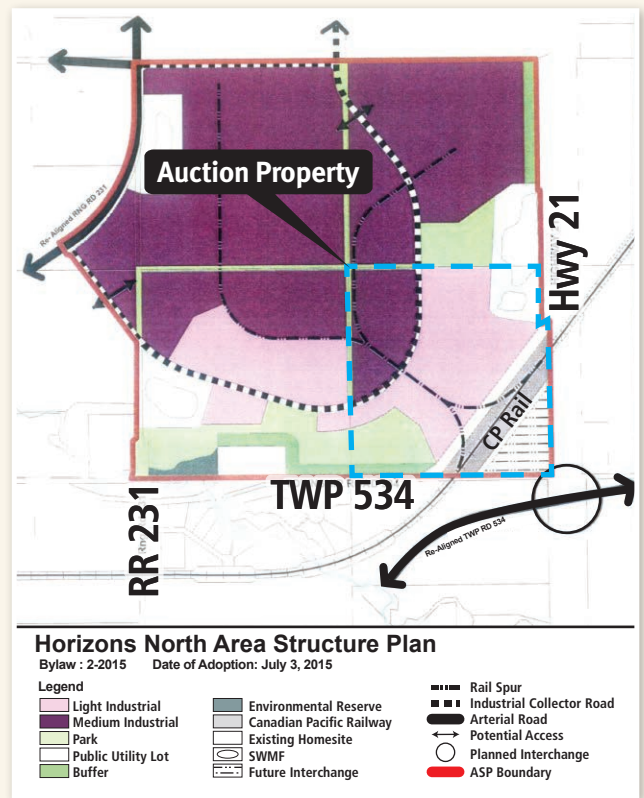 Re-Aligned RNG RD 231
Auction Property
Hwy 21
CP Rail
TWP 534
RR 231
Re-Aligned TWP RD 534
Horizons North Area Structure Plan
Bylaw : 2-2015 Date of Adoption: July 3, 2015
Legend
Light Industrial
Medium Industrial
Park
Public Utility Lot
Buffer
Environmental Reserve
Canadian Pacific Railway
Existing Homesite
SWMF
Future Interchange
Rail Spur
Industrial Collector Road
Arterial Road
Potential Access
Planned Interchange
ASP Boundary